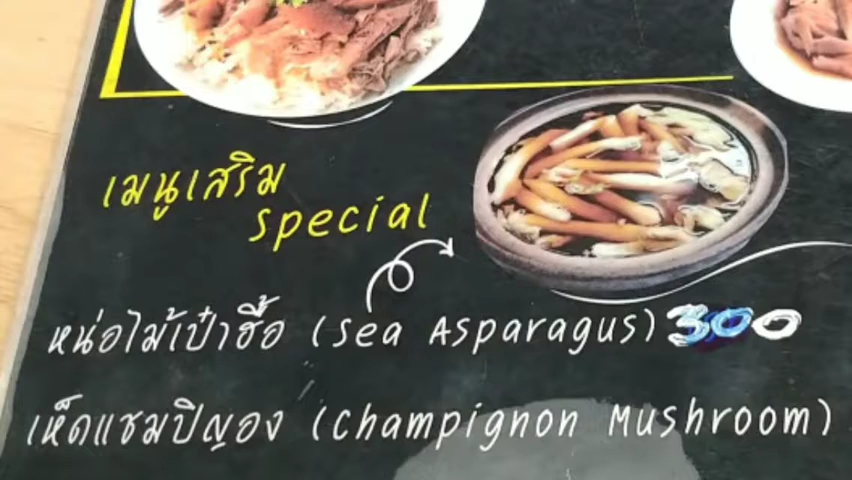 เมนูเสริม
special
หน่อไม้เป๋าฮื้อ (Sea Asparagus) 300
เห็ดแชมปิญอง (Champignon Mushroom)